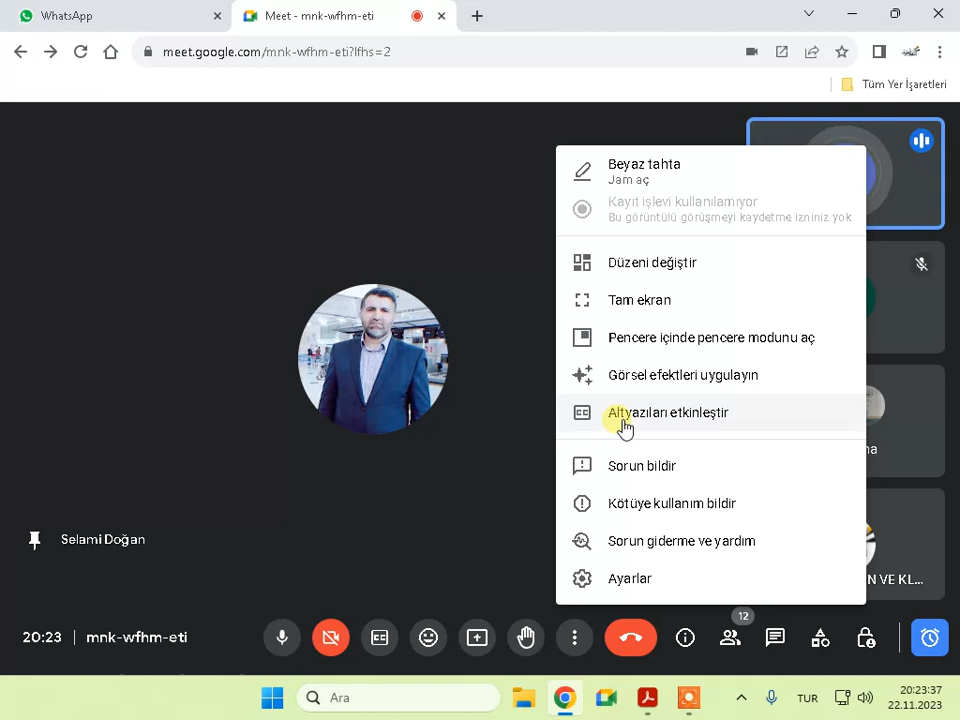 WhatsApp
Meet - mnk-wfhm-eti
meet.google.com/mnk-wfhm-eti?lfhs=2
Tüm Yer İşaretleri
Beyaz tahta
Jam aç
Kayıt işlevi kullanılamıyor
Bu görüntülü görüşmeyi kaydetme izniniz yok
Düzeni değiştir
Tam ekran
Pencere içinde pencere modunu aç
Görsel efektleri uygulayın
Altyazıları etkinleştir
Sorun bildir
Kötüye kullanım bildir
Sorun giderme ve yardım
Ayarlar
na
N VE KL...
Selami Doğan
20:23 | mnk-wfhm-eti
12
Ara
TUR
20:23:37
22.11.2023